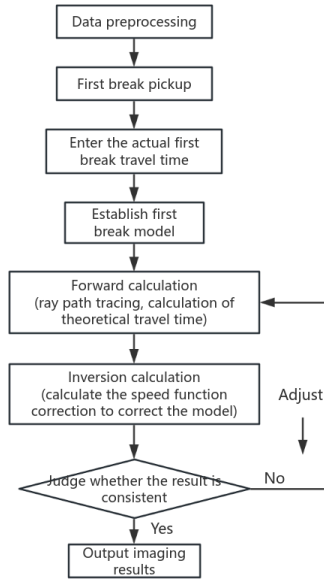 Data preprocessing
First break pickup
Enter the actual first
break travel time
Establish first
break model
Forward calculation
(ray path tracing, calculation of
theoretical travel time)
Inversion calculation
(calculate the speed function
correction to correct the model)
Adjust
Judge whether the result is
consistent
No
Yes
Output imaging
results